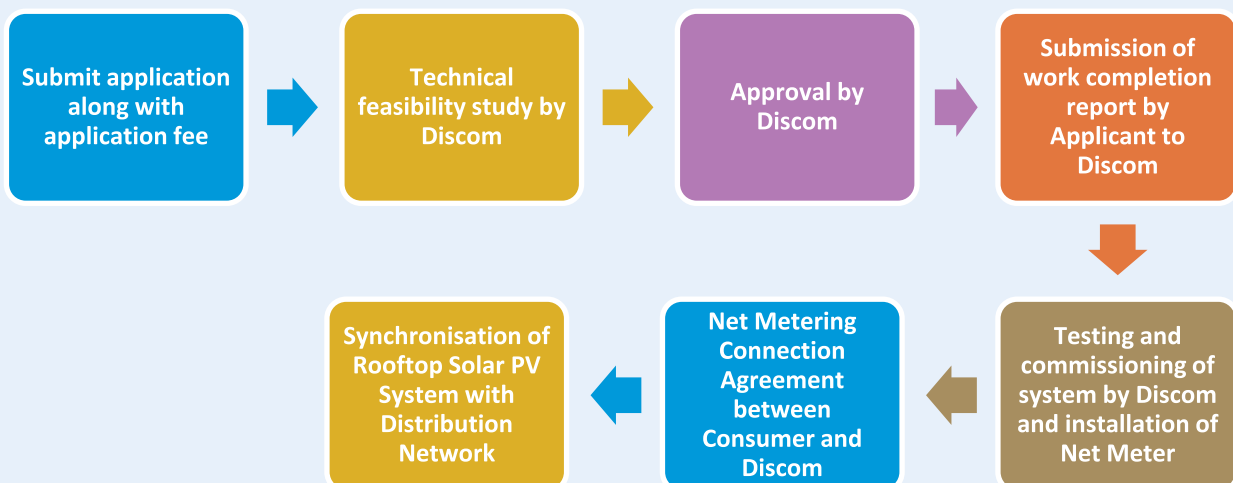 Submit application
along with
application fee
Technical
feasibility study by
Discom
Approval by
Discom
Submission of
work completion
report by
Applicant to
Discom
Testing and
commissioning of
system by Discom
and installation of
Net Meter
Net Metering
Connection
Agreement
between
Consumer and
Discom
Synchronisation of
Rooftop Solar PV
System with
Distribution
Network